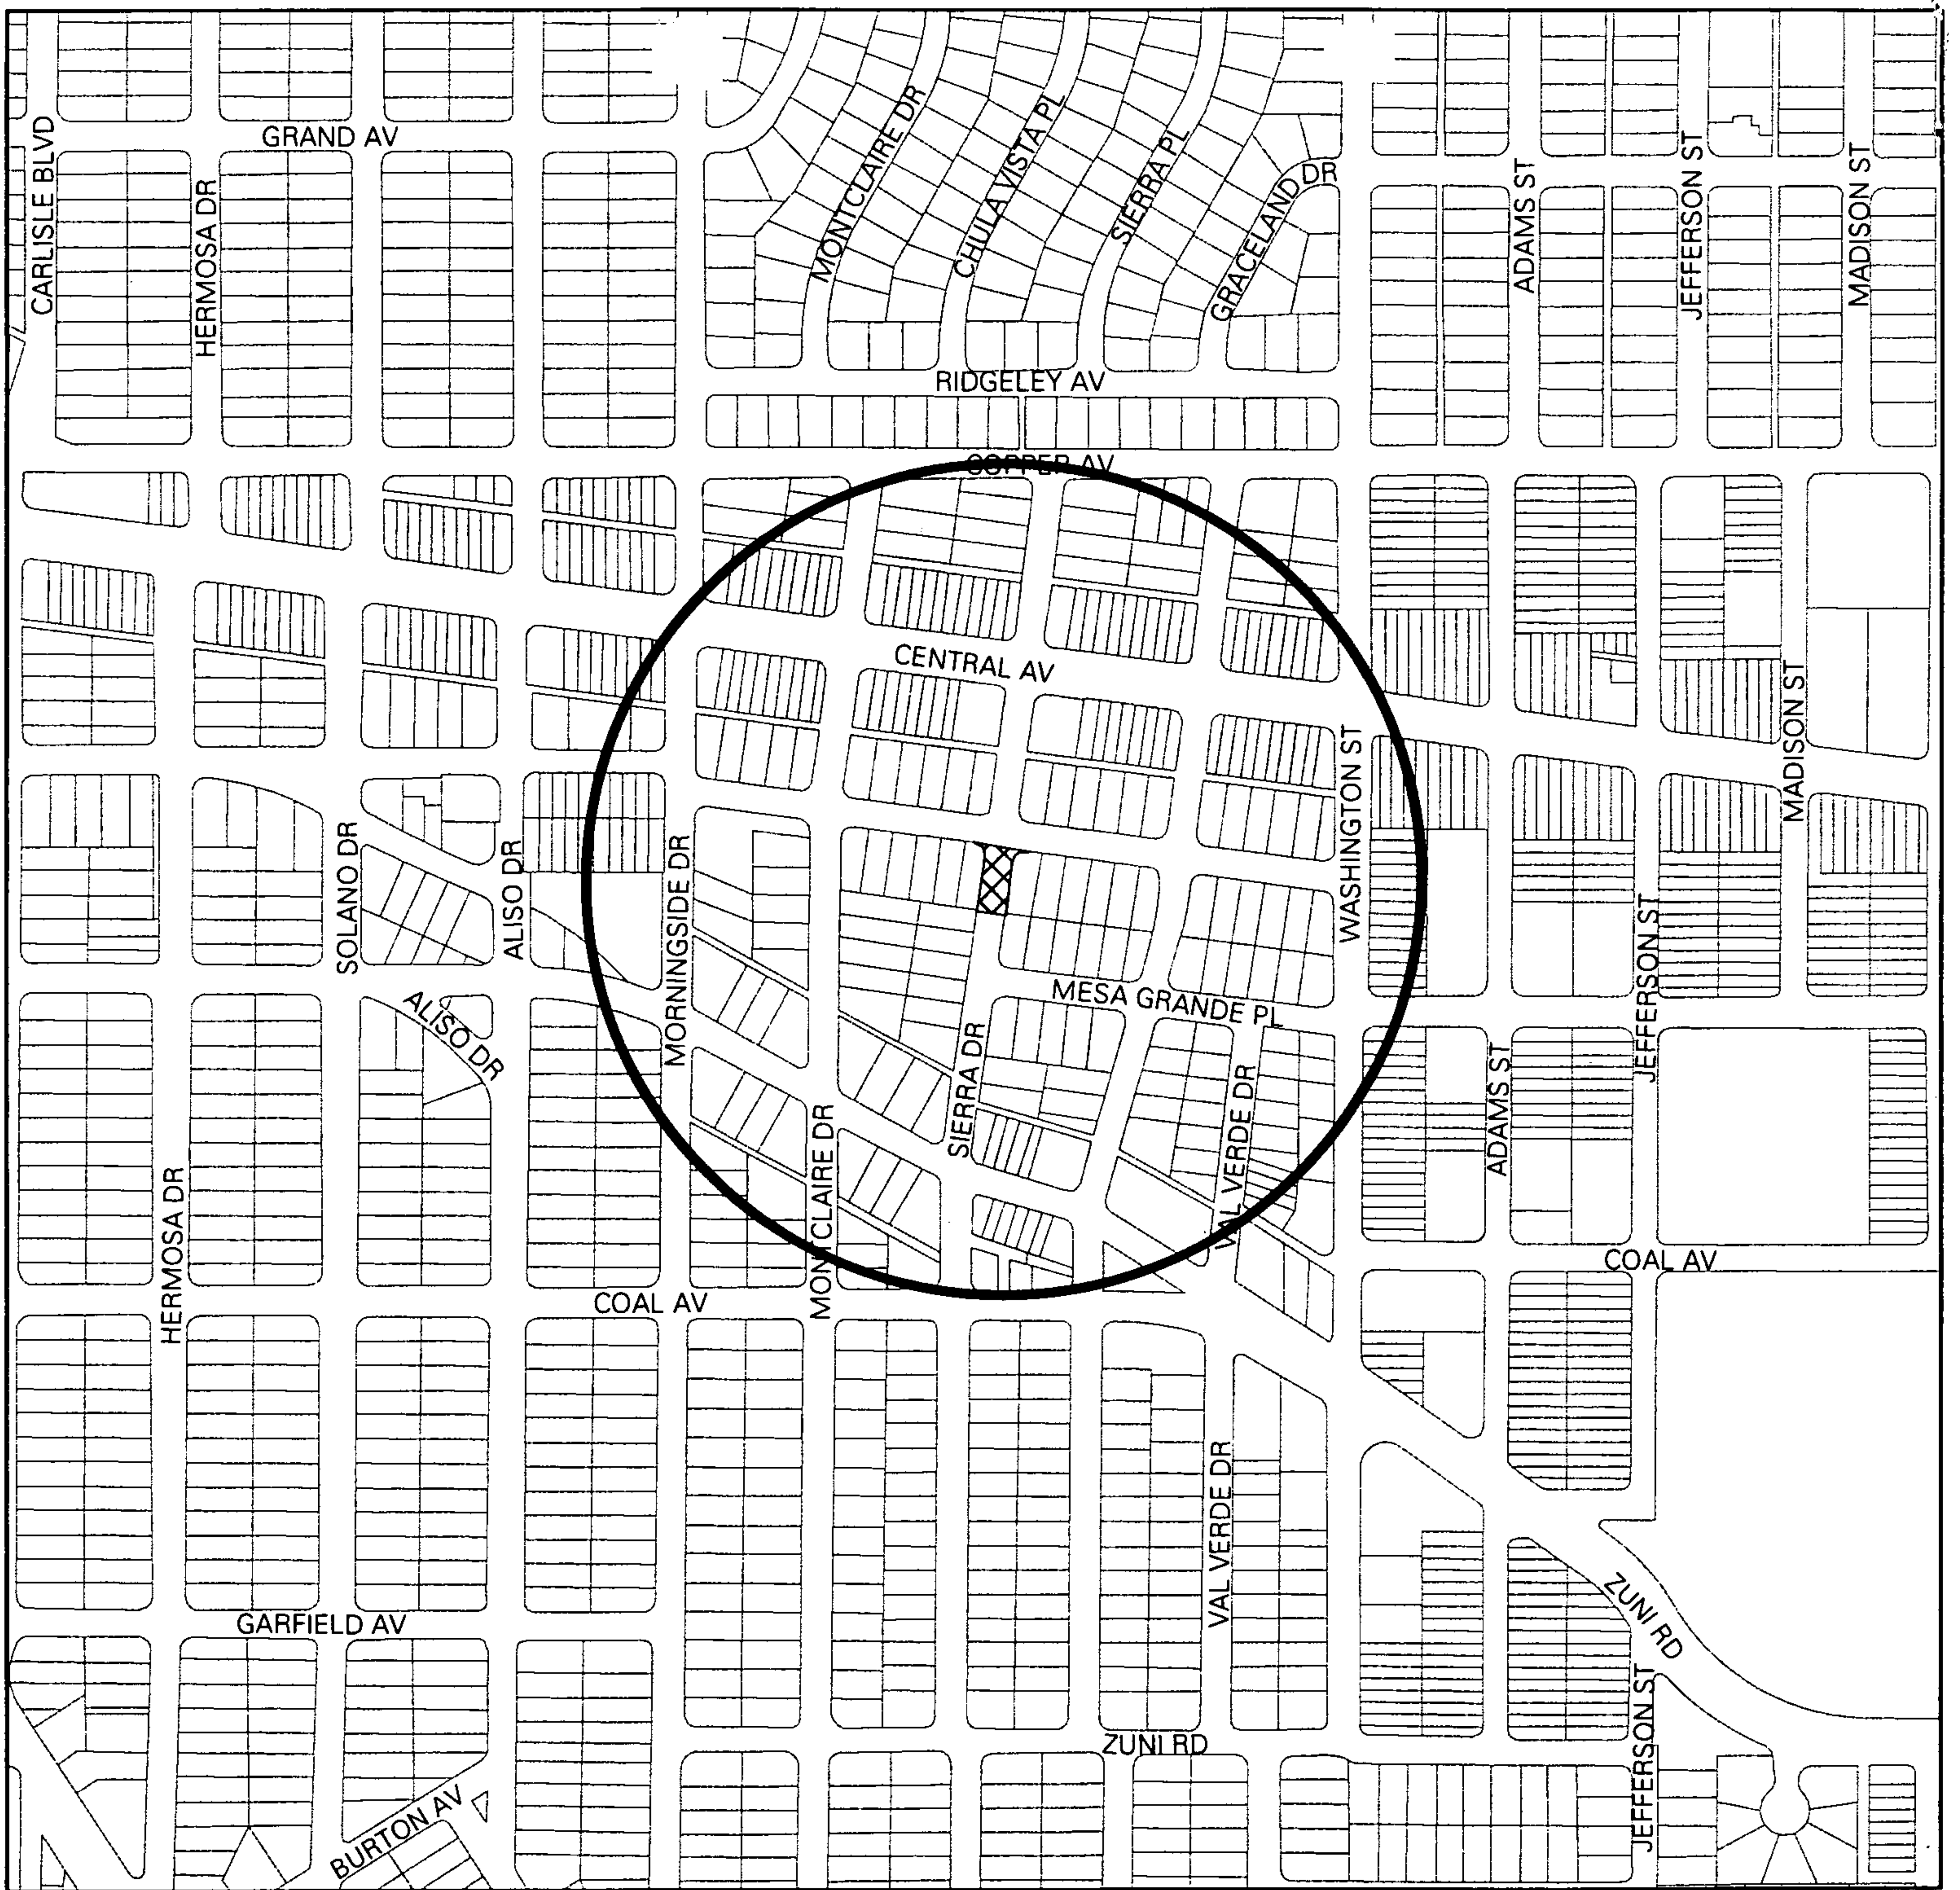 GRAND AV
CARLISLE BLVD
HERMOSA DR
MONTCLAIRE DR
CHULA VISTA PL
SIERRA PL
GRACELAND DR
ADAMS ST
JEFFERSON ST
MADISON ST
RIDGELEY AV
COPPER AV
CENTRAL AV
MADISON ST
WASHINGTON ST
SOLANO DR
ALISO DR
MORNINGSIDE DR
JEFFERSON ST
MESA GRANDE PL
ALISO DR
SIERRA DR
VAL VERDE DR
ADAMS ST
MONTCLAIRE DR
HERMOSA DR
COAL AV
COAL AV
VAL VERDE DR
ZUNI RD
GARFIELD AV
JEFFERSON ST
ZUNI RD
BURTON AV